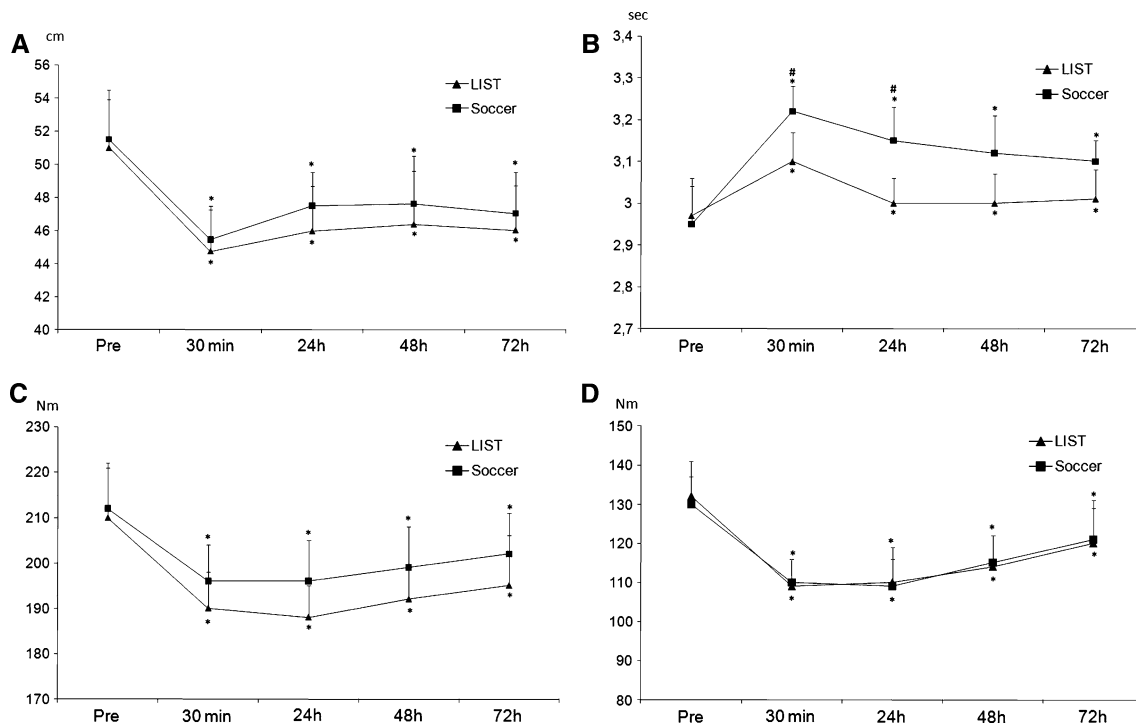 A
cm
56
54
52
50
48
46
44
42
40
LIST
Soccer
*
* * *
*
* * *
Pre 30 min 24h 48h 72h
B
sec
3,4
3,3
3,2
3,1
3
2,9
2,8
2,7
LIST
Soccer
# #
* * * *
*
* * *
Pre 30 min 24h 48h 72h
C
Nm
230
220
210
200
190
180
170
LIST
Soccer
* * * *
* * * *
Pre 30 min 24h 48h 72h
D
Nm
150
140
130
120
110
100
90
80
LIST
Soccer
* * * *
* * * *
Pre 30 min 24h 48h 72h